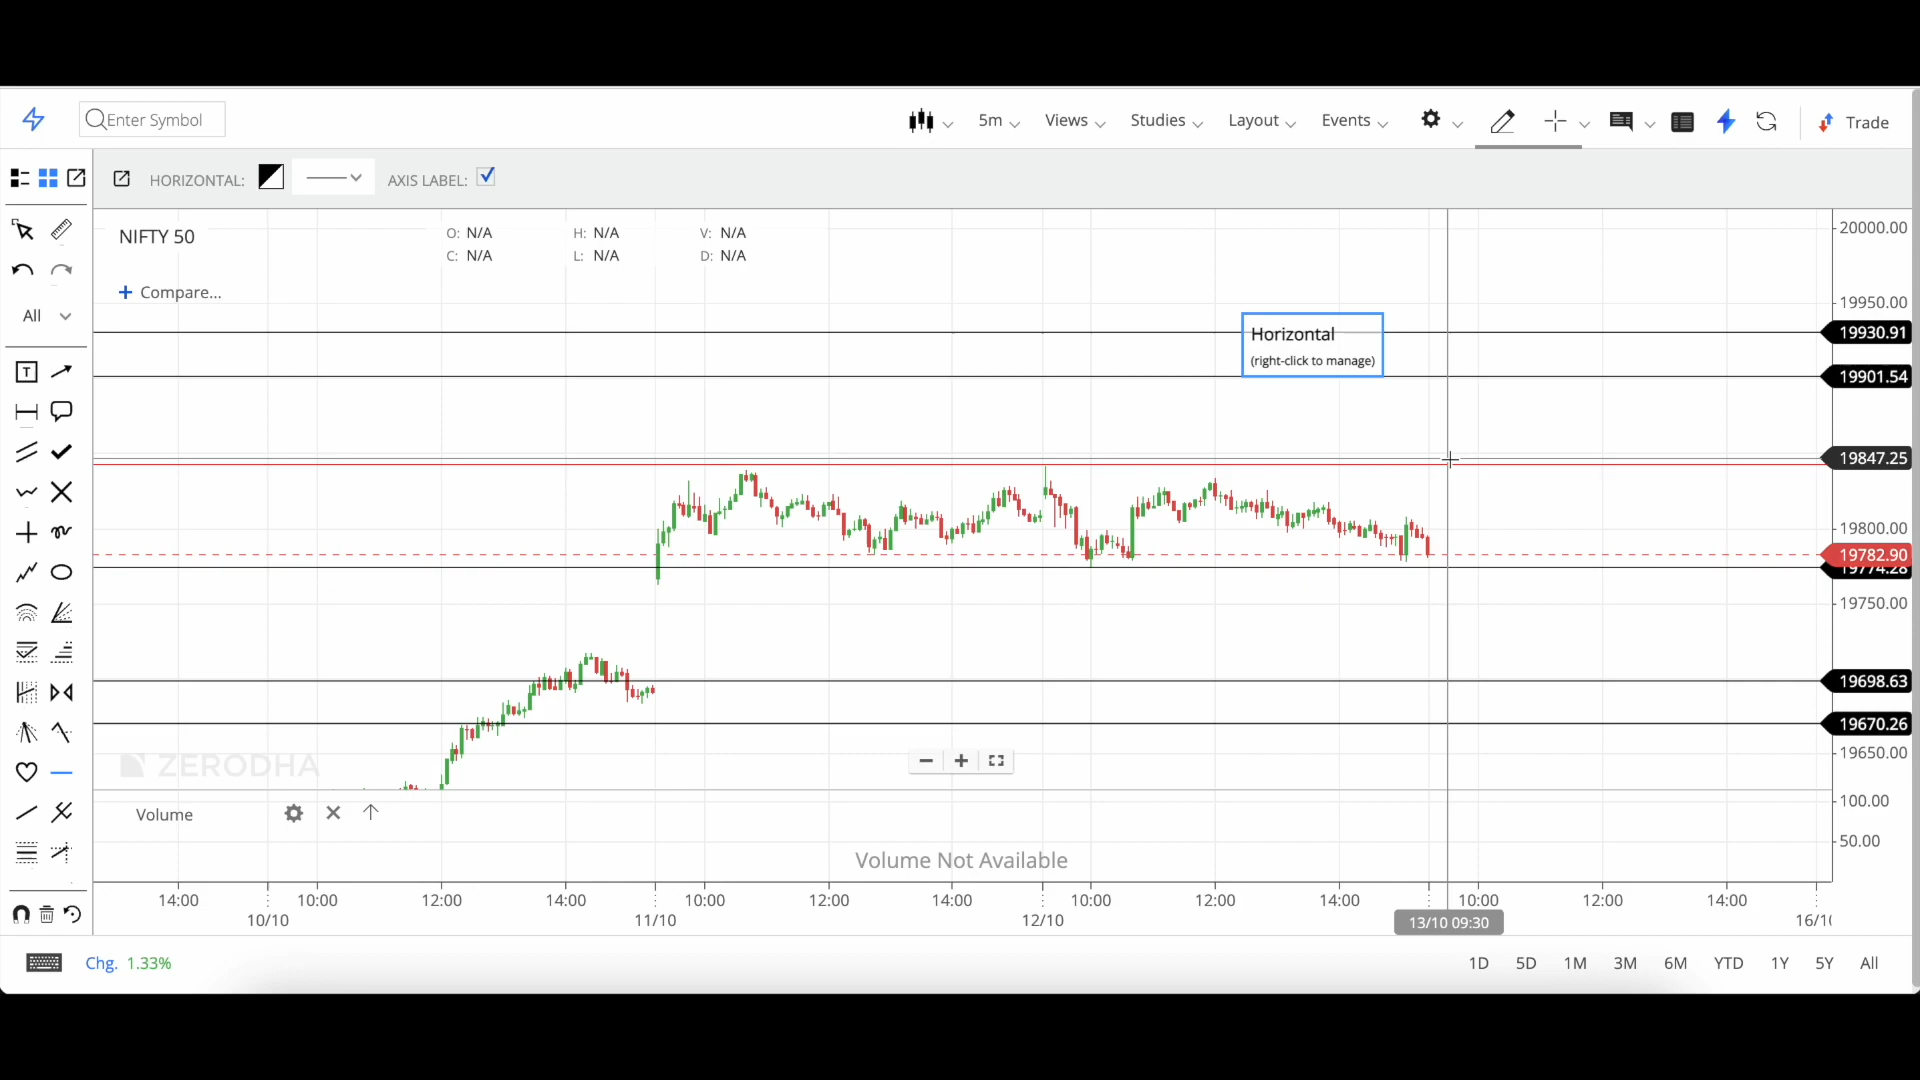 Enter Symbol
5m
Views
Studies
Layout
Events
Trade
HORIZONTAL:
AXIS LABEL:
NIFTY 50
O: N/A
H: N/A
V: N/A
C: N/A
L: N/A
D: N/A
+ Compare...
All
T
Horizontal
(right-click to manage)
20000.00
19950.00
19930.91
19901.54
19847.25
19800.00
19782.90
19774.28
19750.00
19698.63
19670.26
19650.00
ZERODHA
Volume
100.00
50.00
Volume Not Available
14:00
10:00
12:00
14:00
10:00
12:00
14:00
10:00
12:00
14:00
10:00
12:00
14:00
10/10
11/10
12/10
13/10 09:30
16/1
Chg. 1.33%
1D
5D
1M
3M
6M
YTD
1Y
5Y
All